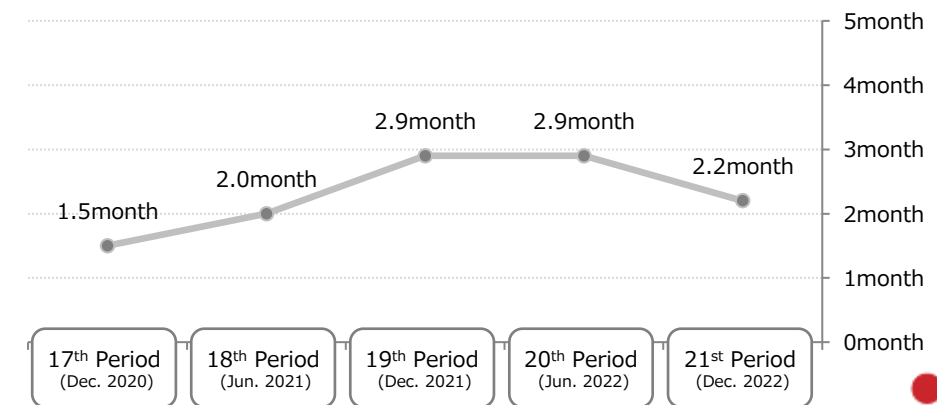 5month
4month
2.9month 2.9month
3month
2.2month
2.0month
1.5month
2month
1month
0month
17th Period 18th Period 19th Period 20th Period 21st Period
(Dec. 2020) (Jun. 2021) (Dec. 2021) (Jun. 2022) (Dec. 2022)